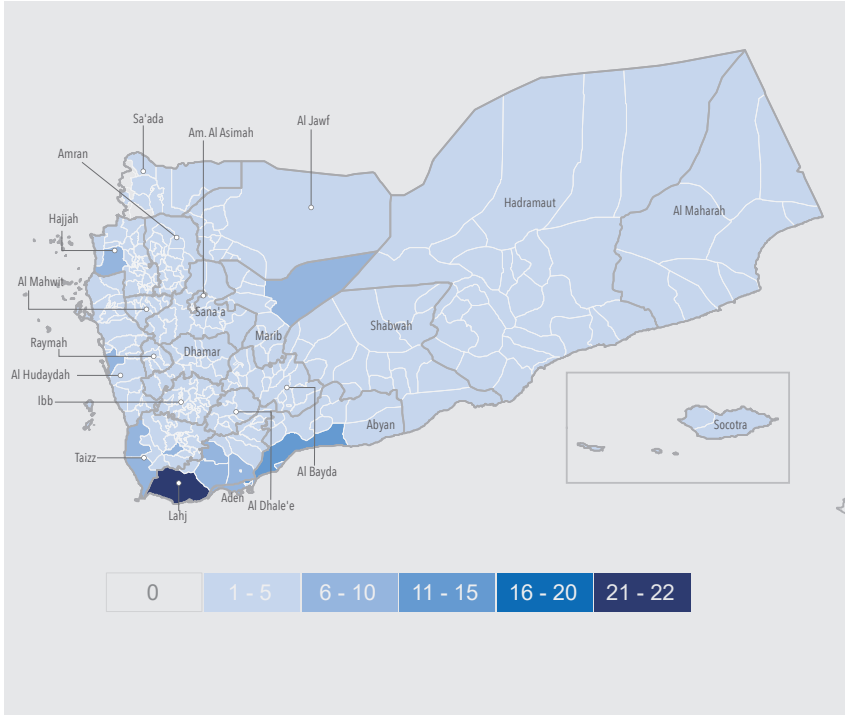 Sa'ada
Am. Al Asimah
Al Jawf
Amran
Hadramaut
Al Maharah
Hajjah
Al Mahwit
Sana'a
Shabwah
Marib
Raymah
Dhamar
Al Hudaydah
Ibb
Abyan
Socotra
Taizz
Al Bayda
Aden
Al Dhale'e
Lahj
0
1 - 5
6 - 10
11 - 15
16 - 20
21 - 22